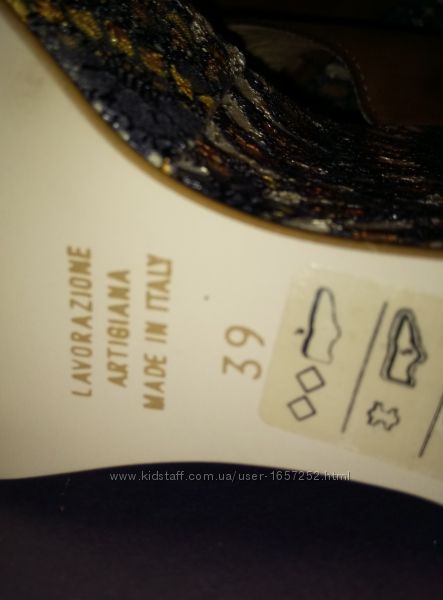 LAVORAZIONE
ARTIGIANA
MADE IN ITALY
39
www.kidstaff.com.ua/user-1657252.html